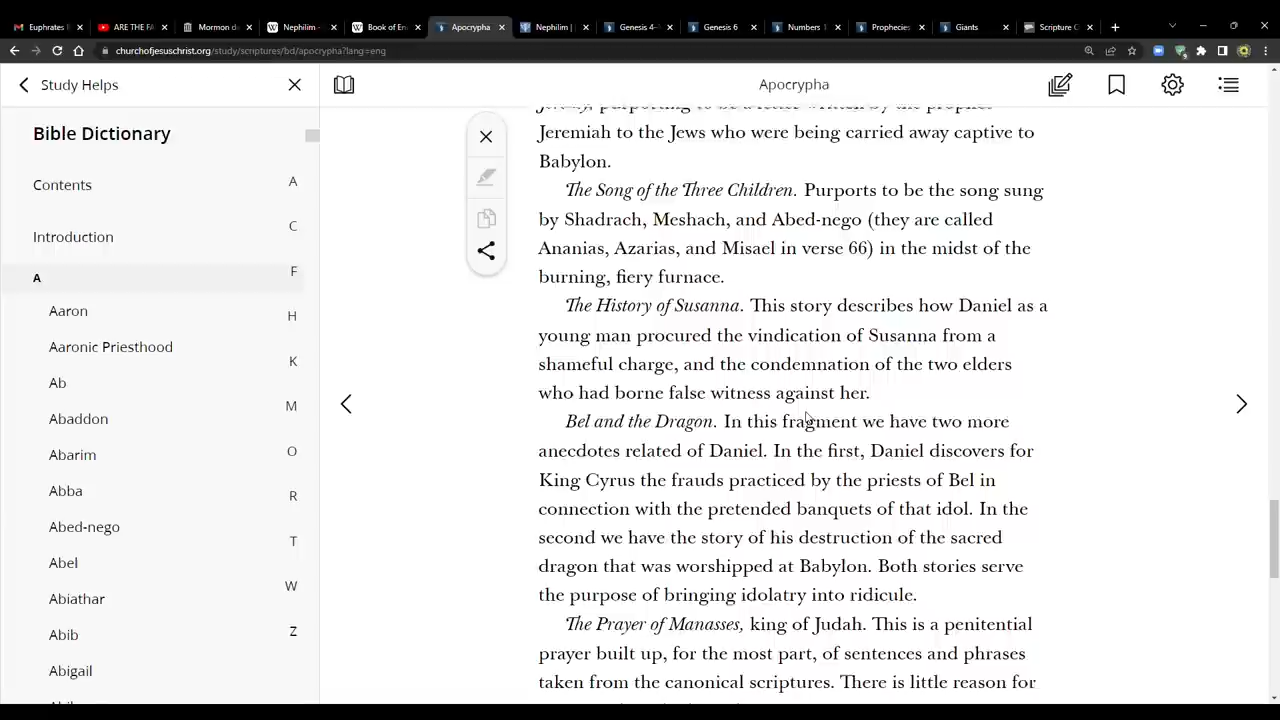 Euphrates
ARE THE FA
Mormon d
Nephilim -
Book of En
Apocrypha
Nephilim |
Genesis 4-
Genesis 6
Numbers 1
Prophecies
Giants
Scripture C
churchofjesuschrist.org/study/scriptures/bd/apocrypha?lang=eng
Study Helps
Apocrypha
Bible Dictionary
Contents
Introduction
A
Aaron
Aaronic Priesthood
Ab
Abaddon
Abarim
Abba
Abed-nego
Abel
Abiathar
Abib
Abigail
A
C
F
H
K
M
O
R
T
W
Z
purporting to be a letter written by the prophet
Jeremiah to the Jews who were being carried away captive to
Babylon.
The Song of the Three Children. Purports to be the song sung
by Shadrach, Meshach, and Abed-nego (they are called
Ananias, Azarias, and Misael in verse 66) in the midst of the
burning, fiery furnace.
The History of Susanna. This story describes how Daniel as a
young man procured the vindication of Susanna from a
shameful charge, and the condemnation of the two elders
who had borne false witness against her.
Bel and the Dragon. In this fragment we have two more
anecdotes related of Daniel. In the first, Daniel discovers for
King Cyrus the frauds practiced by the priests of Bel in
connection with the pretended banquets of that idol. In the
second we have the story of his destruction of the sacred
dragon that was worshipped at Babylon. Both stories serve
the purpose of bringing idolatry into ridicule.
The Prayer of Manasses, king of Judah. This is a penitential
prayer built up, for the most part, of sentences and phrases
taken from the canonical scriptures. There is little reason for